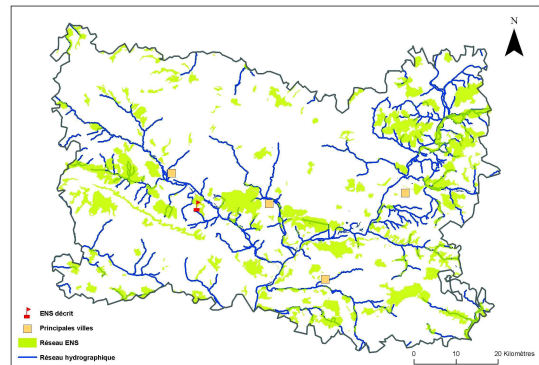 N
ENS décrit
Principales villes
Réseau ENS
Réseau hydrographique
0 10 20 Kilomètres